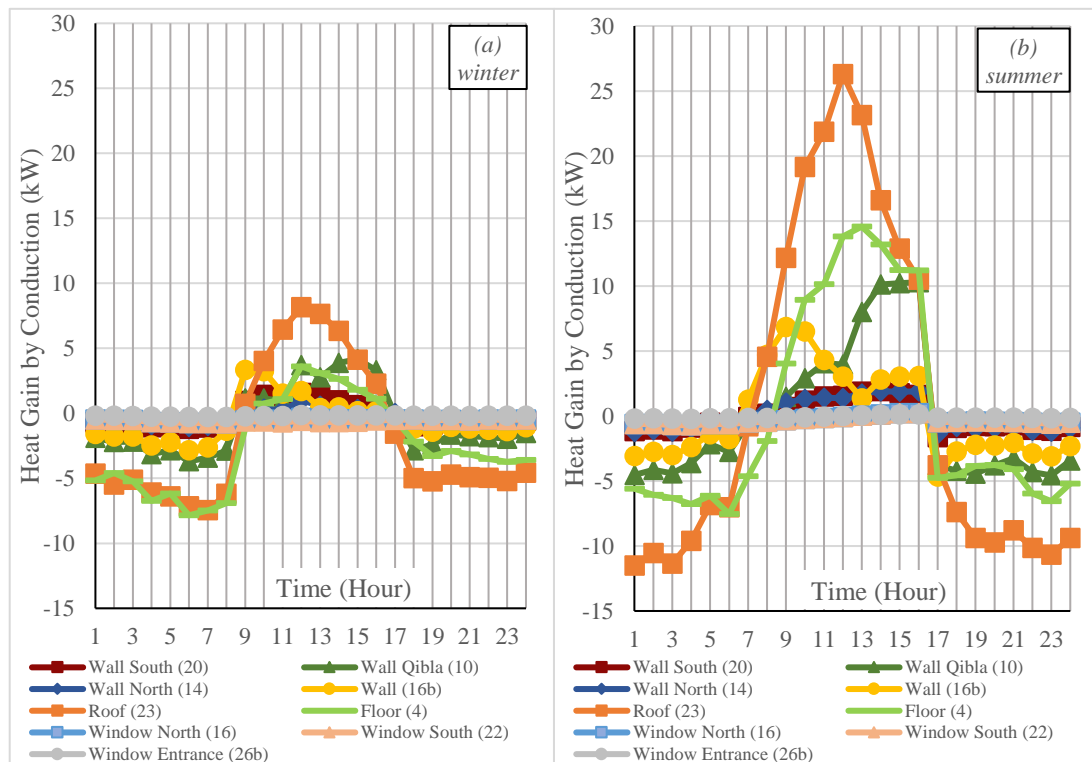 (a)
winter
30
25
20
15
10
5
0
-5
-10
-15
Heat Gain by Conduction (kW)
Time (Hour)
1 3 5 7 9 11 13 15 17 19 21 23
Wall South (20) Wall Qibla (10)
Wall North (14) Wall (16b)
Roof (23) Floor (4)
Window North (16) Window South (22)
Window Entrance (26b)
(b)
summer
30
25
20
15
10
5
0
-5
-10
-15
Heat Gain by Conduction (kW)
Time (Hour)
1 3 5 7 9 11 13 15 17 19 21 23
Wall South (20) Wall Qibla (10)
Wall North (14) Wall (16b)
Roof (23) Floor (4)
Window North (16) Window South (22)
Window Entrance (26b)